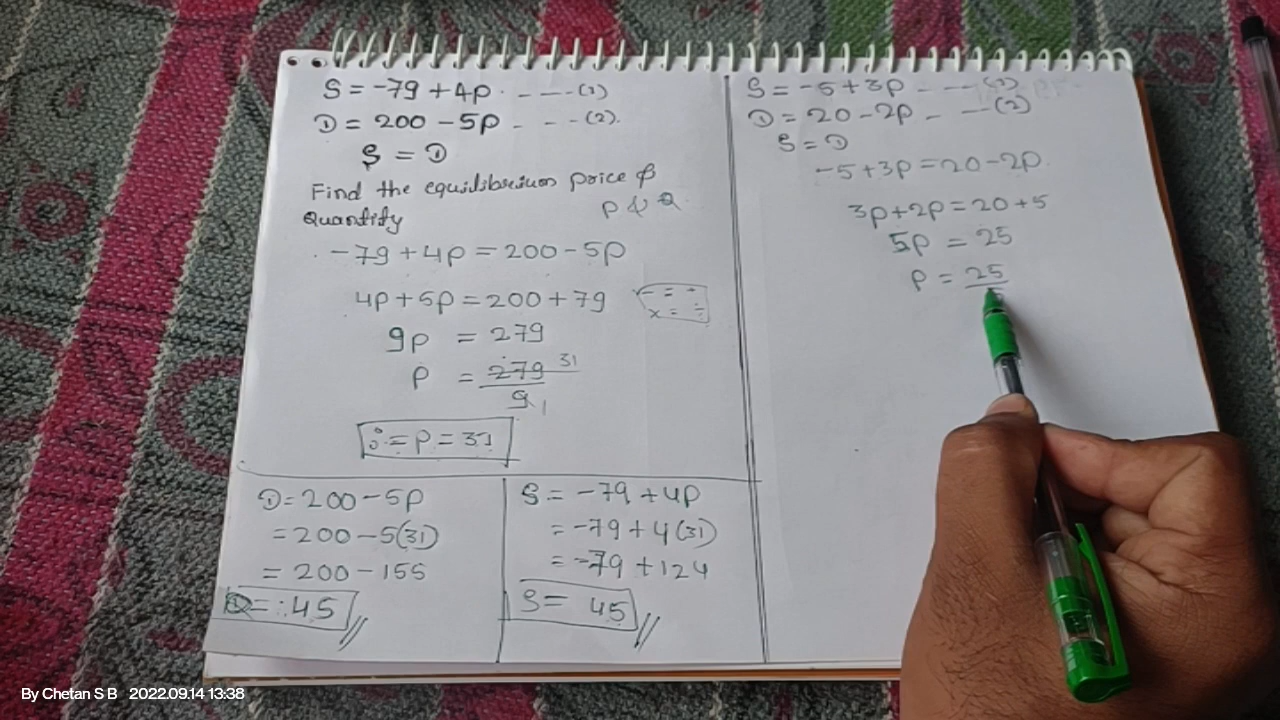 S = -79 + 4P. - - - (1)
D = 200 - 5P - - - (2).
S = D
Find the equilibrium price &
Quantity
P & Q
-79 + 4P = 200 - 5P
4P + 5P = 200 + 79
- = +
x = ÷
9P = 279
P = 279 31
9 1
∴ = P = 31
D = 200 - 5P
= 200 - 5(31)
= 200 - 155
D = : 45
S = -79 + 4P
= -79 + 4(31)
= -79 + 124
S = 45
S = -5 + 3P - - - (1)
D = 20 - 2P - - (2)
S = D
-5 + 3P = 20 - 2P.
3P + 2P = 20 + 5
5P = 25
P = 25
By Chetan S B 2022.09.14 13:38